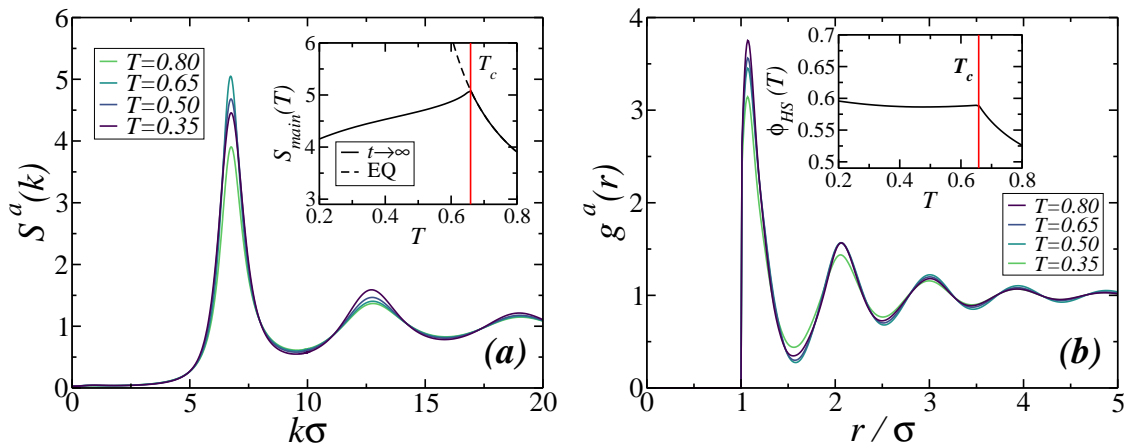 6
5
4
3
2
1
0
S^a(k)
0
5
10
15
20
kσ
T=0.80
T=0.65
T=0.50
T=0.35
6
5
4
3
S_main(T)
0.2
0.4
0.6
0.8
T
T_c
t→∞
EQ
(a)
5
4
3
2
1
0
g^a(r)
0
1
2
3
4
5
r / σ
0.7
0.65
0.6
0.55
0.5
ϕ_HS(T)
0.2
0.4
0.6
0.8
T
T_c
T=0.80
T=0.65
T=0.50
T=0.35
(b)